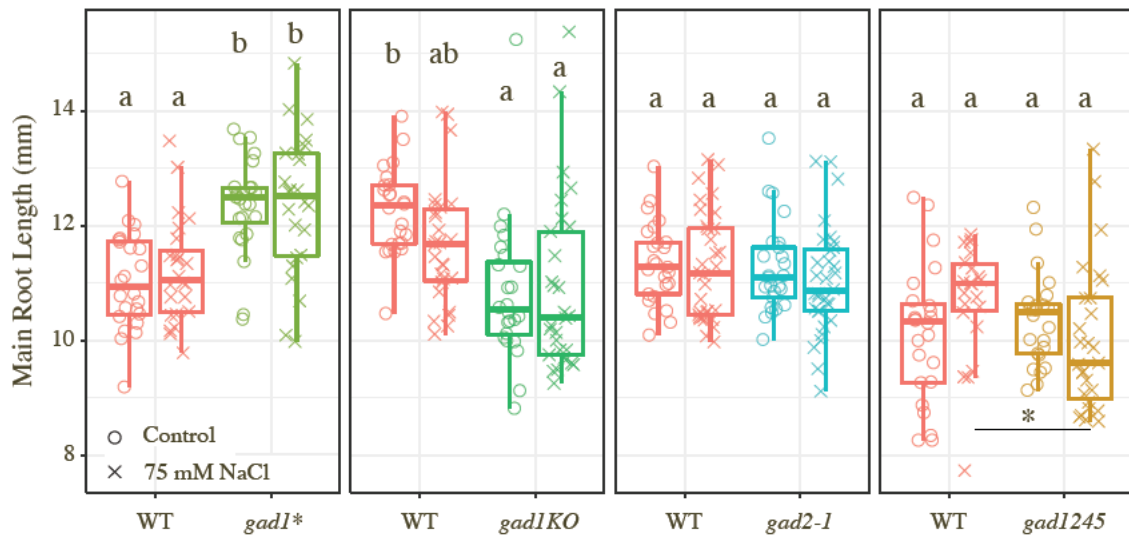 b
b
b
ab
a
a
a
a
a
a
a
a
a
a
a
a
14
12
10
8
Main Root Length (mm)
*
Control
75 mM NaCl
WT
gad1*
WT
gad1KO
WT
gad2-1
WT
gad1245